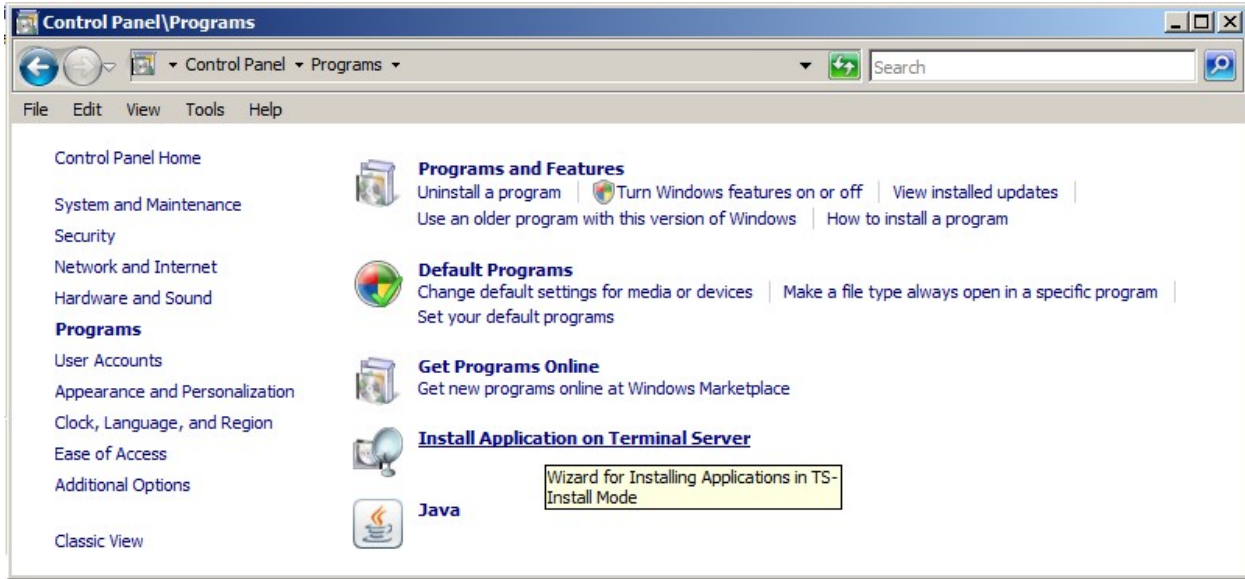 Control Panel\Programs
Control Panel Programs
Search
File Edit View Tools Help
Control Panel Home
System and Maintenance
Security
Network and Internet
Hardware and Sound
Programs
User Accounts
Appearance and Personalization
Clock, Language, and Region
Ease of Access
Additional Options
Classic View
Programs and Features
Uninstall a program Turn Windows features on or off View installed updates
Use an older program with this version of Windows How to install a program
Default Programs
Change default settings for media or devices Make a file type always open in a specific program
Set your default programs
Get Programs Online
Get new programs online at Windows Marketplace
Install Application on Terminal Server
Wizard for Installing Applications in TS-
Install Mode
Java